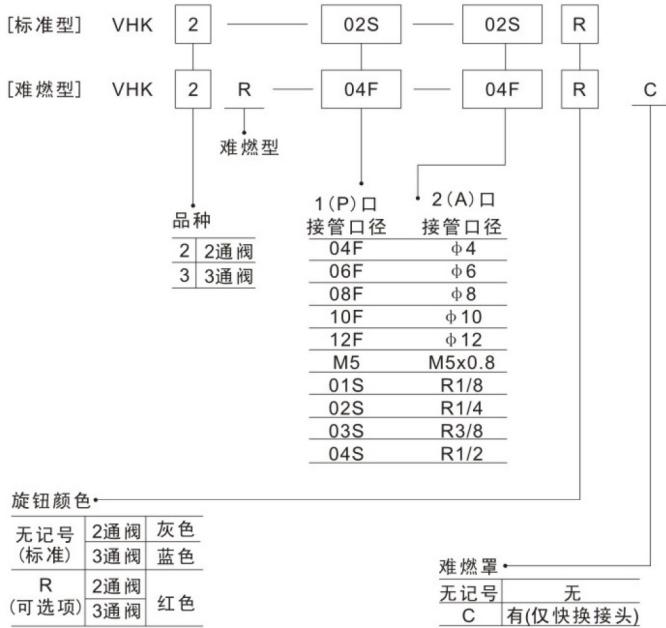 [标准型] VHK 2 02S 02S R
[难燃型] VHK 2 R 04F 04F R C
难燃型
品种
2 2通阀
3 3通阀
1(P)口 2(A)口
接管口径 接管口径
04F φ4
06F φ6
08F φ8
10F φ10
12F φ12
M5 M5x0.8
01S R1/8
02S R1/4
03S R3/8
04S R1/2
旋钮颜色
无记号 2通阀 灰色
(标准) 3通阀 蓝色
R 2通阀 红色
(可选项) 3通阀
难燃罩
无记号 无
C 有(仅快换接头)